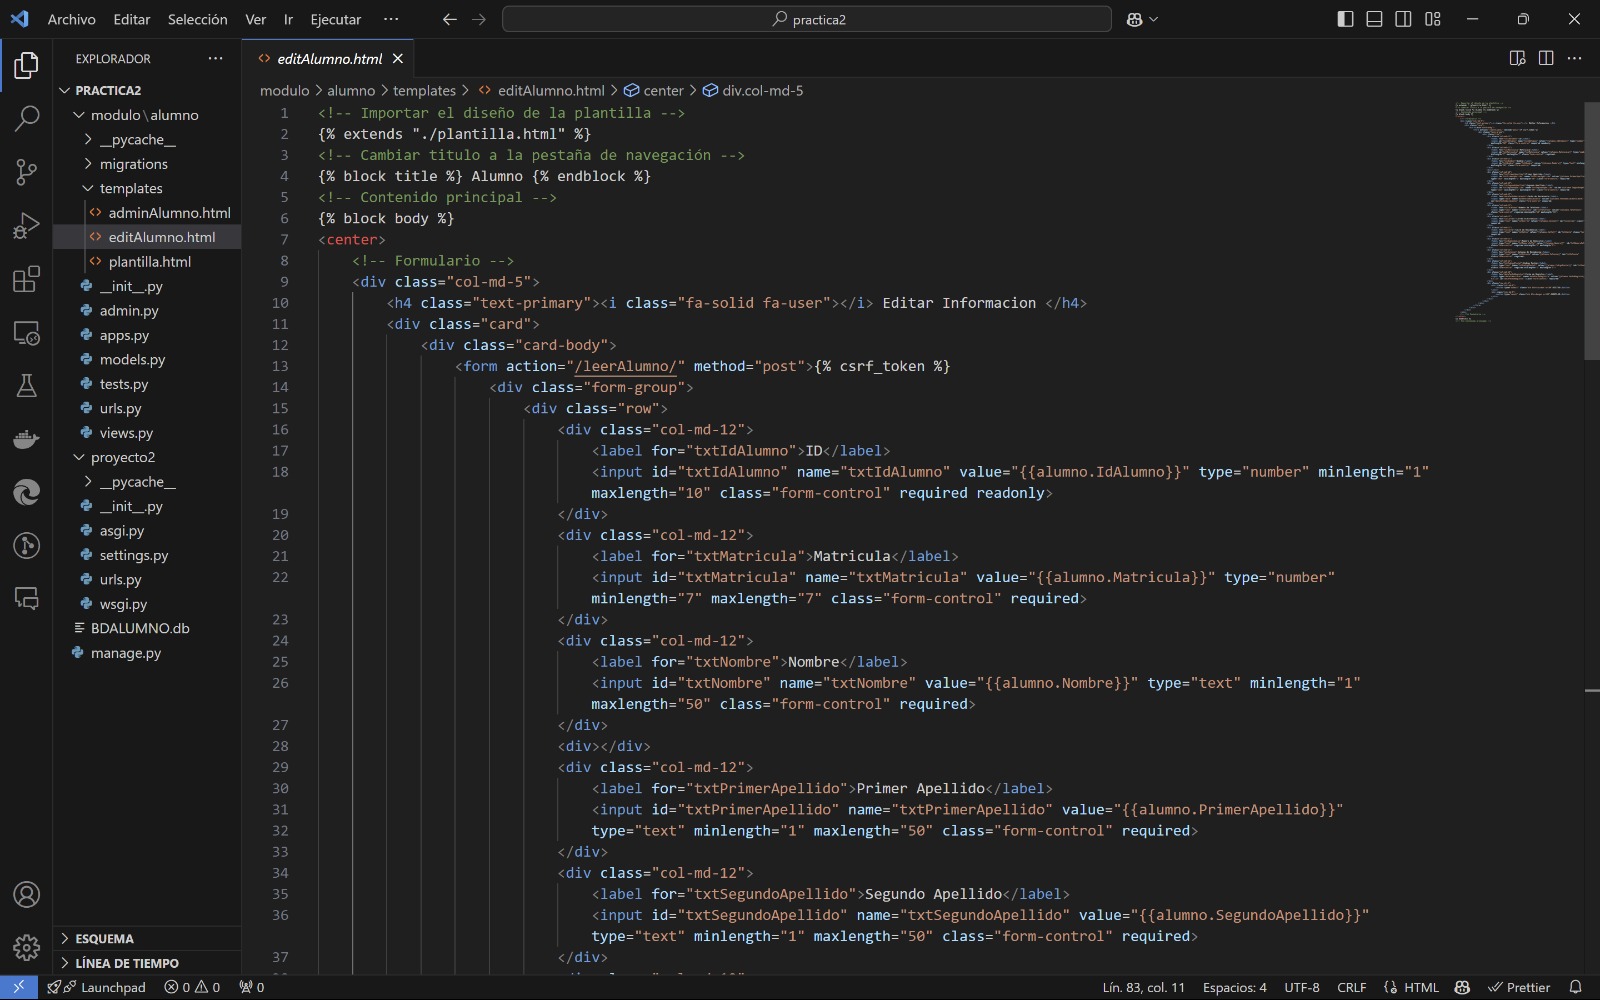 Archivo Editar Selección Ver Ir Ejecutar ··· practica2
EXPLORADOR ···
PRACTICA2
modulo \ alumno
__pycache__
migrations
templates
adminAlumno.html
editAlumno.html
plantilla.html
__init__.py
admin.py
apps.py
models.py
tests.py
urls.py
views.py
proyecto2
__pycache__
__init__.py
asgi.py
settings.py
urls.py
wsgi.py
BDALUMNO.db
manage.py
ESQUEMA
LÍNEA DE TIEMPO
editAlumno.html
modulo > alumno > templates > editAlumno.html > center > div.col-md-5
1 <!-- Importar el diseño de la plantilla -->
2 {% extends "./plantilla.html" %}
3 <!-- Cambiar titulo a la pestaña de navegación -->
4 {% block title %} Alumno {% endblock %}
5 <!-- Contenido principal -->
6 {% block body %}
7 <center>
8 <!-- Formulario -->
9 <div class="col-md-5">
10 <h4 class="text-primary"><i class="fa-solid fa-user"></i> Editar Informacion </h4>
11 <div class="card">
12 <div class="card-body">
13 <form action="/leerAlumno/" method="post">{% csrf_token %}
14 <div class="form-group">
15 <div class="row">
16 <div class="col-md-12">
17 <label for="txtIdAlumno">ID</label>
18 <input id="txtIdAlumno" name="txtIdAlumno" value="{{alumno.IdAlumno}}" type="number" minlength="1"
maxlength="10" class="form-control" required readonly>
19 </div>
20 <div class="col-md-12">
21 <label for="txtMatricula">Matricula</label>
22 <input id="txtMatricula" name="txtMatricula" value="{{alumno.Matricula}}" type="number"
minlength="7" maxlength="7" class="form-control" required>
23 </div>
24 <div class="col-md-12">
25 <label for="txtNombre">Nombre</label>
26 <input id="txtNombre" name="txtNombre" value="{{alumno.Nombre}}" type="text" minlength="1"
maxlength="50" class="form-control" required>
27 </div>
28 <div></div>
29 <div class="col-md-12">
30 <label for="txtPrimerApellido">Primer Apellido</label>
31 <input id="txtPrimerApellido" name="txtPrimerApellido" value="{{alumno.PrimerApellido}}"
32 type="text" minlength="1" maxlength="50" class="form-control" required>
33 </div>
34 <div class="col-md-12">
35 <label for="txtSegundoApellido">Segundo Apellido</label>
36 <input id="txtSegundoApellido" name="txtSegundoApellido" value="{{alumno.SegundoApellido}}"
type="text" minlength="1" maxlength="50" class="form-control" required>
37 </div>
Launchpad 0 0 0 Lín. 83, col. 11 Espacios: 4 UTF-8 CRLF HTML Prettier